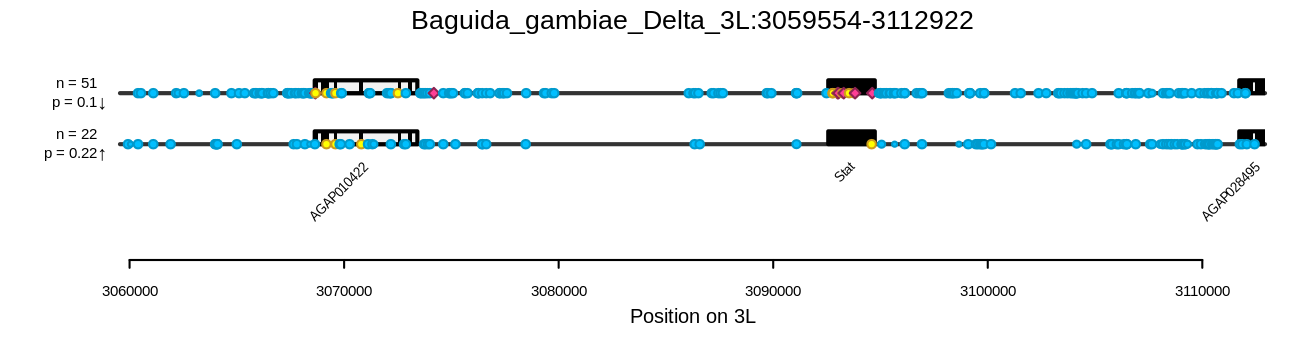 Baguida_gambiae_Delta_3L:3059554-3112922
n = 51
p = 0.1↓
n = 22
p = 0.22↑
AGAP010422
Stat
AGAP028495
3060000 3070000 3080000 3090000 3100000 3110000
Position on 3L